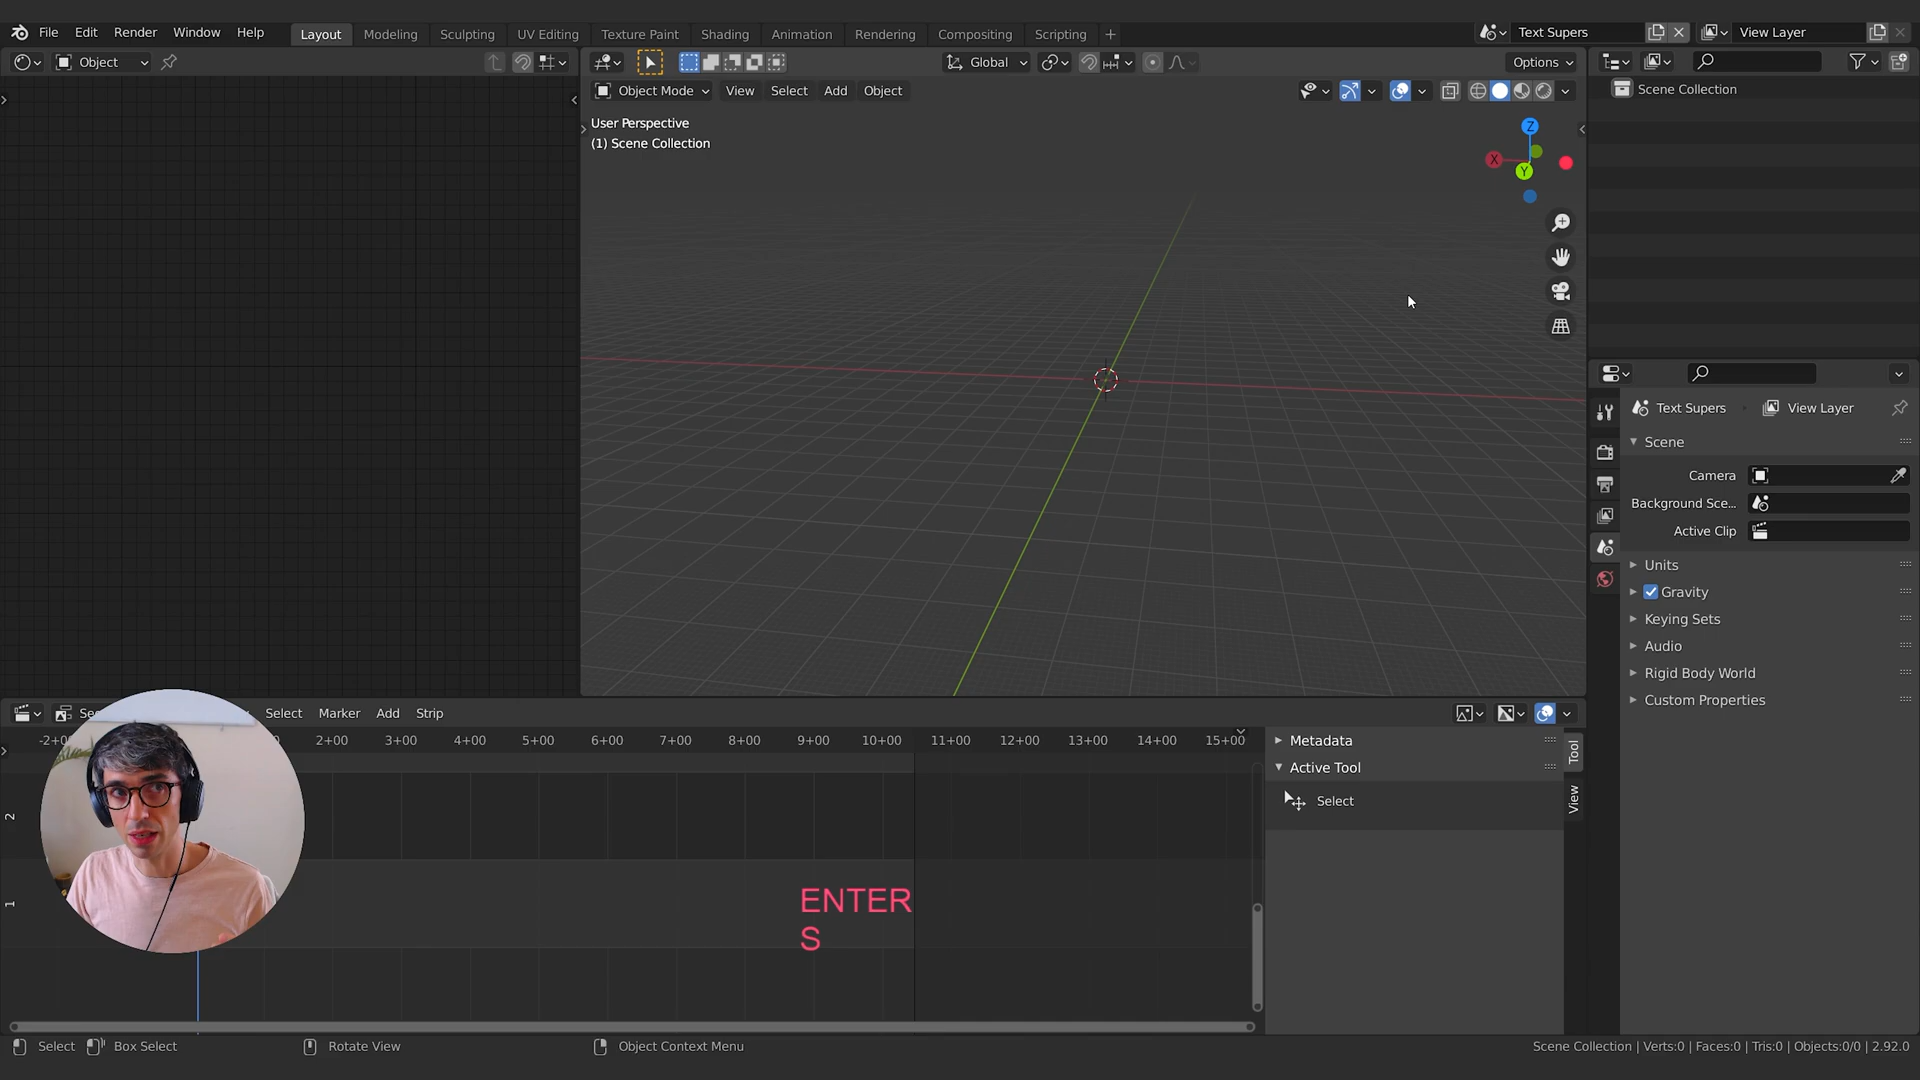 File Edit Render Window Help Layout Modeling Sculpting UV Editing Texture Paint Shading Animation Rendering Compositing Scripting + Text Supers View Layer
Object Global Options
Object Mode View Select Add Object
Scene Collection
User Perspective
(1) Scene Collection
Z
X
Y
Text Supers View Layer
Scene
Camera
Background Sce...
Active Clip
Units
Gravity
Keying Sets
Audio
Rigid Body World
Custom Properties
Select Marker Add Strip
2+00 3+00 4+00 5+00 6+00 7+00 8+00 9+00 10+00 11+00 12+00 13+00 14+00 15+00
Metadata
Active Tool
Select
Tool
View
2
1
ENTER
S
Select Box Select Rotate View Object Context Menu
Scene Collection | Verts:0 | Faces:0 | Tris:0 | Objects:0/0 | 2.92.0